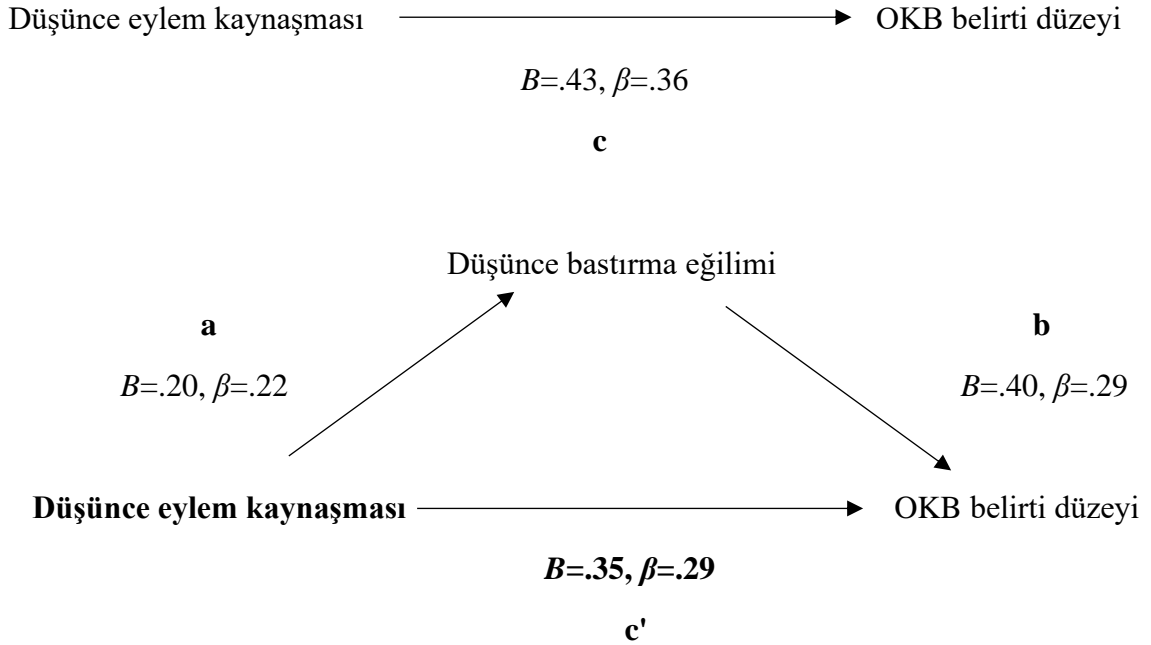 Düşünce eylem kaynaşması OKB belirti düzeyi
B=.43, β=.36
c
Düşünce bastırma eğilimi
a b
B=.20, β=.22 B=.40, β=.29
Düşünce eylem kaynaşması OKB belirti düzeyi
B=.35, β=.29
c'